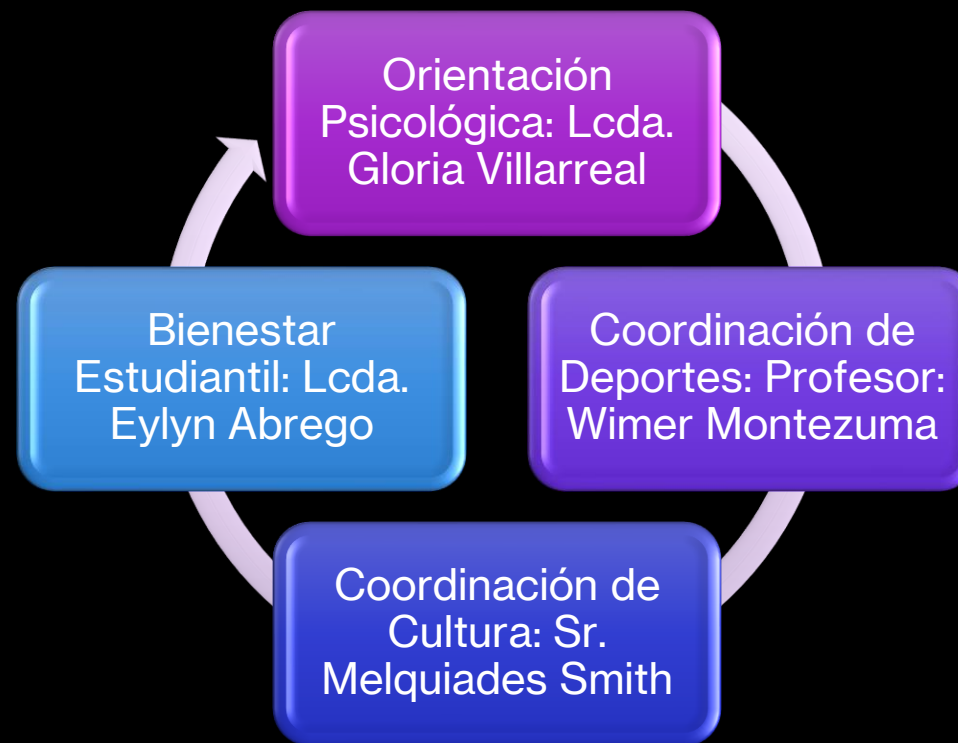 Orientación
Psicológica: Lcda.
Gloria Villarreal
Coordinación de
Deportes: Profesor:
Wimer Montezuma
Coordinación de
Cultura: Sr.
Melquiades Smith
Bienestar
Estudiantil: Lcda.
Eylyn Abrego